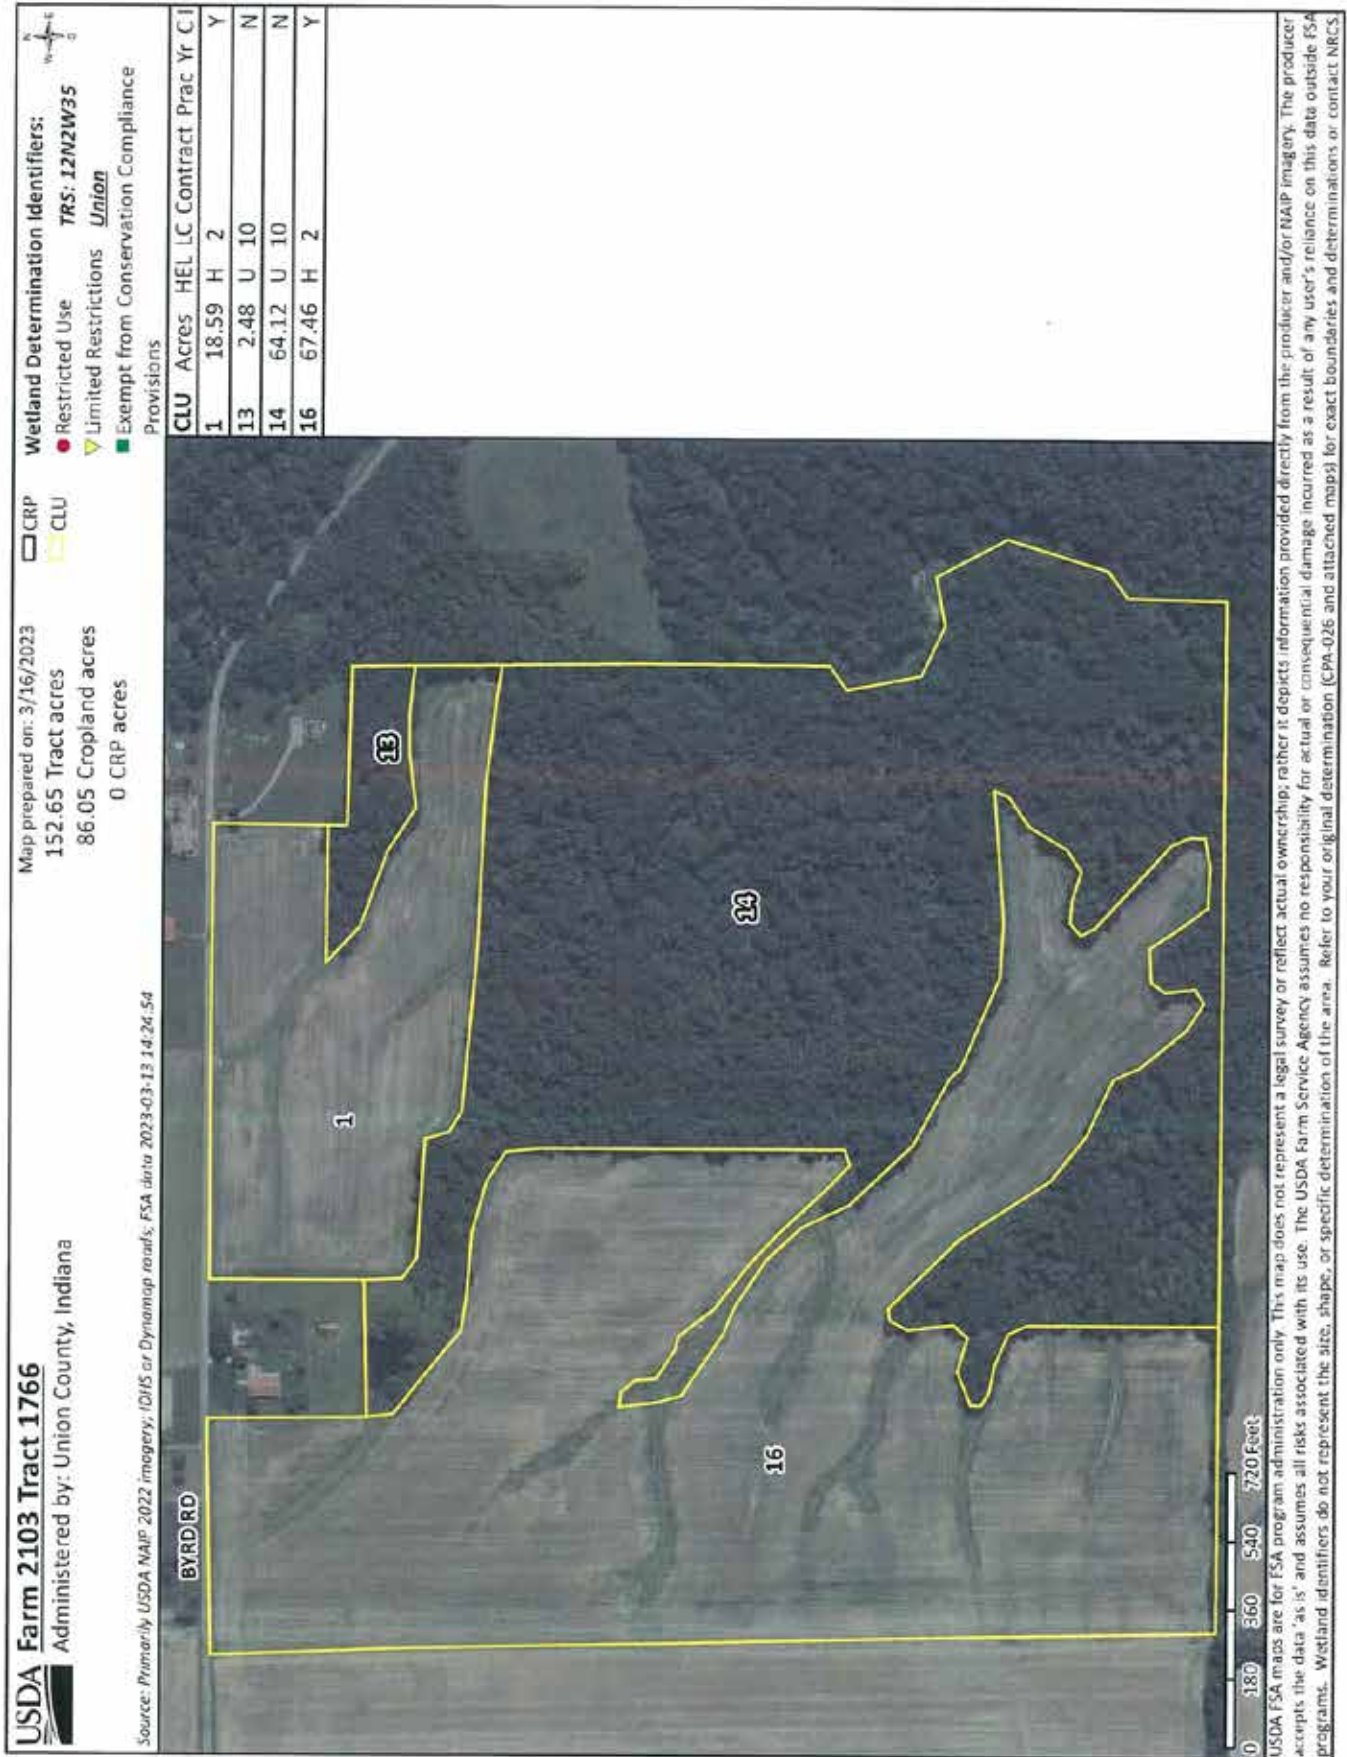 USDA Farm 2103 Tract 1766
Administered by: Union County, Indiana
Source: Primarily USDA NAIP 2022 imagery; IDHS or Dynamap roads; FSA data 2023-03-13 14:24:54
Map prepared on: 3/16/2023
152.65 Tract acres
86.05 Cropland acres
0 CRP acres
CRP
CLU
Wetland Determination Identifiers:
Restricted Use
Limited Restrictions
Exempt from Conservation Compliance
Provisions
TRS: 12N2W35
Union
N
W E
S
CLU Acres HEL LC Contract Prac Yr C I
1 18.59 H 2 Y
13 2.48 U 10 N
14 64.12 U 10 N
16 67.46 H 2 Y
BYRD RD
1
13
14
16
0 180 360 540 720 Feet
USDA FSA maps are for FSA program administration only. This map does not represent a legal survey or reflect actual ownership; rather it depicts information provided directly from the producer and/or NAIP imagery. The producer
accepts the data 'as is' and assumes all risks associated with its use. The USDA Farm Service Agency assumes no responsibility for actual or consequential damage incurred as a result of any user's reliance on this data outside FSA
programs. Wetland identifiers do not represent the size, shape, or specific determination of the area. Refer to your original determination (CPA-026 and attached maps) for exact boundaries and determinations or contact NRCS.